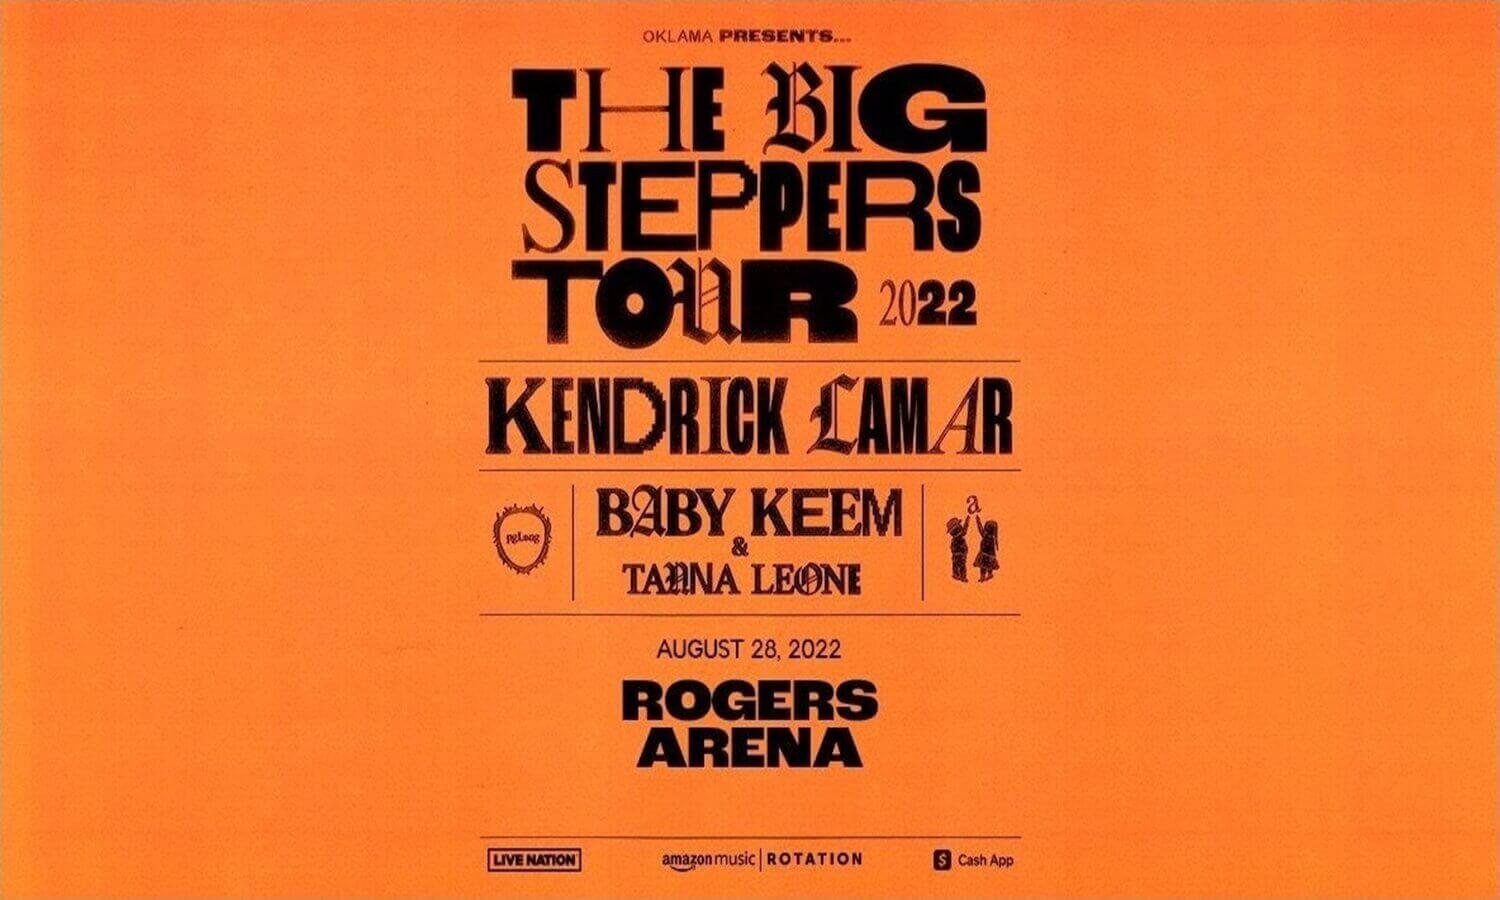 OKLAMA PRESENTS...
THE BIG
STEPPERS
TOUR 2022
KENDRICK LAMAR
pgLang
BABY KEEM
&
TANNA LEONE
a
AUGUST 28, 2022
ROGERS
ARENA
LIVE NATION
amazon music | ROTATION
$ Cash App